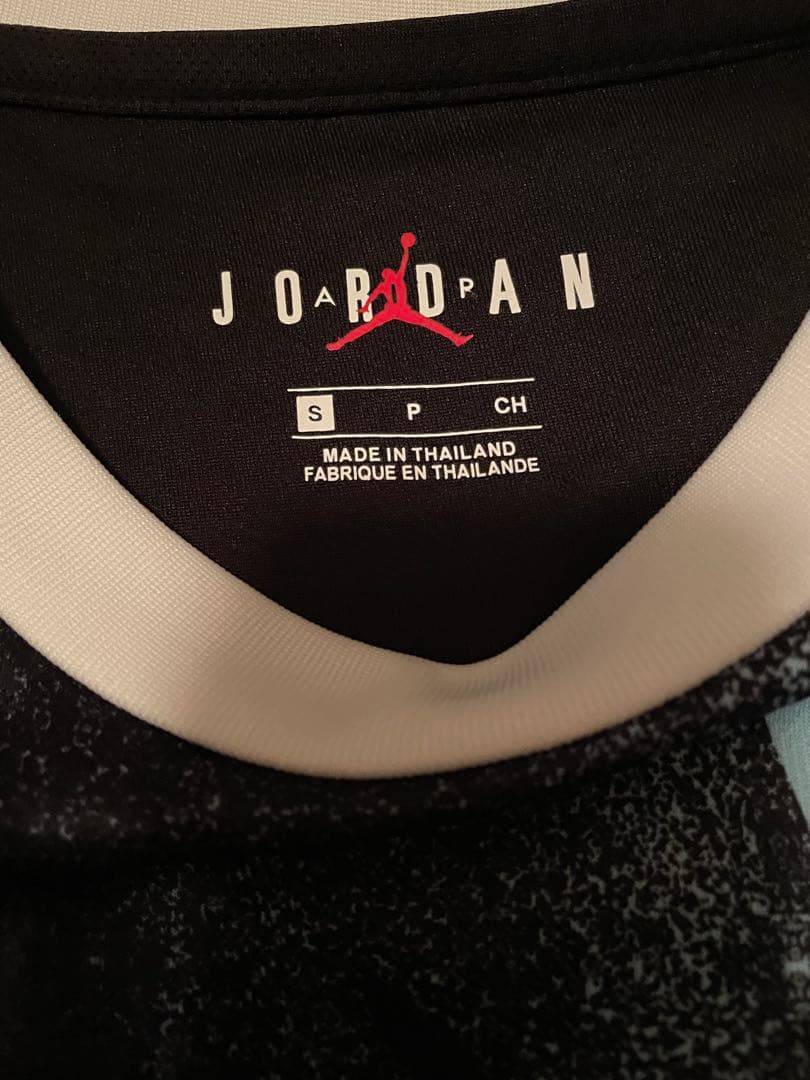 JORDAN
A P
S P CH
MADE IN THAILAND
FABRIQUE EN THAILANDE